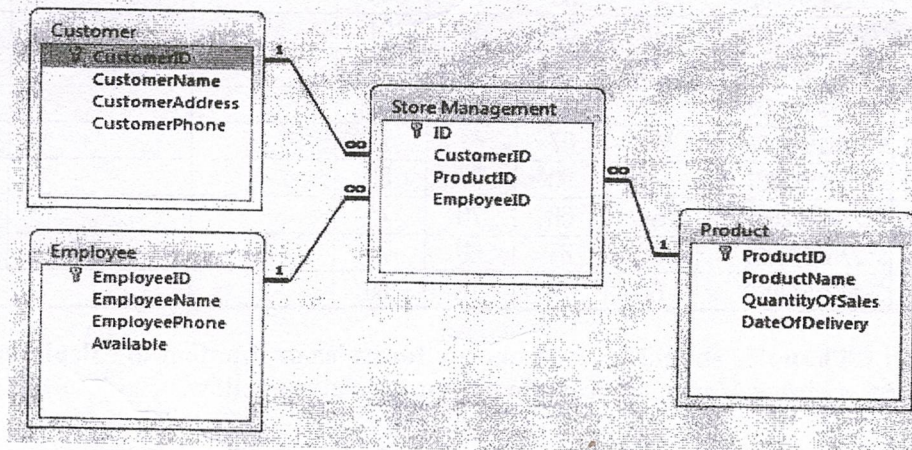 Customer
CustomerID
CustomerName
CustomerAddress
CustomerPhone
1
∞
Store Management
ID
CustomerID
ProductID
EmployeeID
∞
∞
1
Employee
EmployeeID
EmployeeName
EmployeePhone
Available
1
Product
ProductID
ProductName
QuantityOfSales
DateOfDelivery